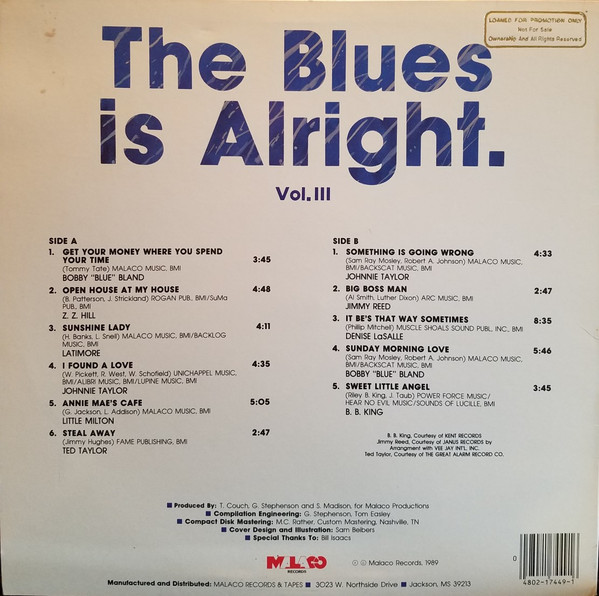 LOANED FOR PROMOTION ONLY
Not For Sale
Ownership And All Rights Reserved
The Blues
is Alright.
Vol. III
SIDE A
1. GET YOUR MONEY WHERE YOU SPEND
YOUR TIME 3:45
(Tommy Tate) MALACO MUSIC, BMI
BOBBY "BLUE" BLAND
2. OPEN HOUSE AT MY HOUSE 4:48
(B. Patterson, J. Strickland) ROGAN PUB., BMI/SuMa
PUB., BMI
Z. Z. HILL
3. SUNSHINE LADY 4:11
(H. Banks, L. Snell) MALACO MUSIC, BMI/BACKLOG
MUSIC, BMI
LATIMORE
4. I FOUND A LOVE 4:35
(W. Pickett, R. West, W. Schofield) UNICHAPPEL MUSIC,
BMI/ALIBRI MUSIC, BMI/LUPINE MUSIC, BMI
JOHNNIE TAYLOR
5. ANNIE MAE'S CAFE 5:05
(G. Jackson, L. Addison) MALACO MUSIC, BMI
LITTLE MILTON
6. STEAL AWAY 2:47
(Jimmy Hughes) FAME PUBLISHING, BMI
TED TAYLOR
SIDE B
1. SOMETHING IS GOING WRONG 4:33
(Sam Ray Mosley, Robert A. Johnson) MALACO MUSIC,
BMI/BACKSCAT MUSIC, BMI
JOHNNIE TAYLOR
2. BIG BOSS MAN 2:47
(Al Smith, Luther Dixon) ARC MUSIC, BMI
JIMMY REED
3. IT BE'S THAT WAY SOMETIMES 8:35
(Phillip Mitchell) MUSCLE SHOALS SOUND PUBL, INC, BMI
DENISE LaSALLE
4. SUNDAY MORNING LOVE 5:46
(Sam Ray Mosley, Robert A. Johnson) MALACO MUSIC,
BMI/BACKSCAT MUSIC, BMI
BOBBY "BLUE" BLAND
5. SWEET LITTLE ANGEL 3:45
(Riley B. King, J. Taub) POWER FORCE MUSIC/
HEAR NO EVIL MUSIC/SOUNDS OF LUCILLE, BMI
B. B. KING
B. B. King, Courtesy of KENT RECORDS
Jimmy Reed, Courtesy of JANUS RECORDS by
Arrangment with VEE JAY INT'L, INC.
Ted Taylor, Courtesy of THE GREAT ALARM RECORD CO.
Produced By: T. Couch, G. Stephenson and S. Madison, for Malaco Productions
Compilation Engineering: G. Stephenson, Tom Easley
Compact Disk Mastering: M.C. Rather, Custom Mastering, Nashville, TN
Cover Design and Illustration: Sam Beibers
Special Thanks To: Bill Isaacs
MALACO
RECORDS
℗ © Malaco Records, 1989
Manufactured and Distributed: MALACO RECORDS & TAPES ■ 3023 W. Northside Drive ■ Jackson, MS 39213
0
4802-17449-1